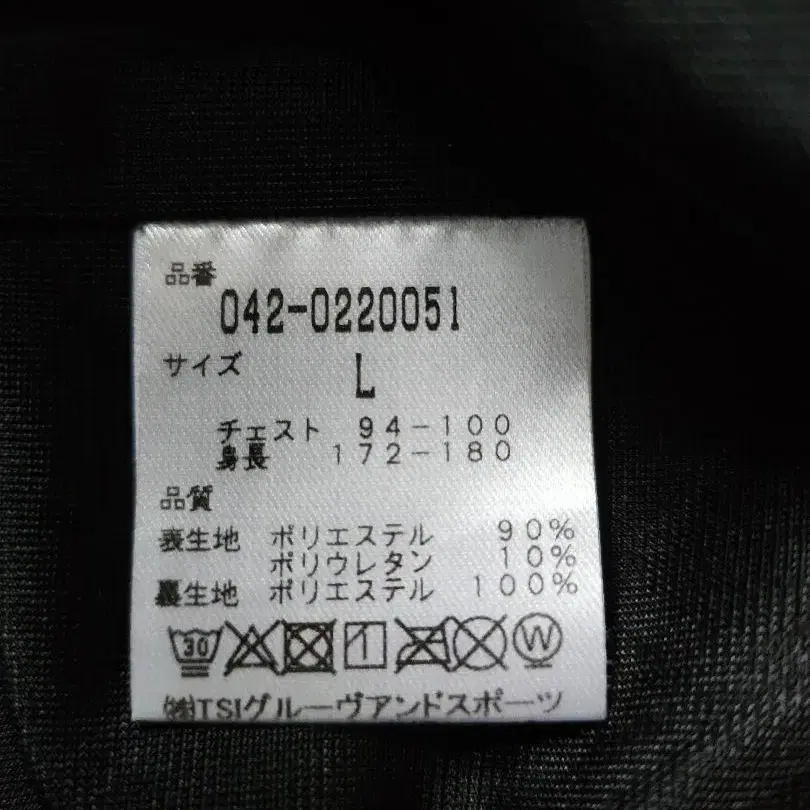 品番
042-0220051
サイズ L
チェスト 94-100
身長 172-180
品質
表生地 ポリエステル 90%
ポリウレタン 10%
裏生地 ポリエステル 100%
30 W
㈱TSIグルーヴアンドスポーツ